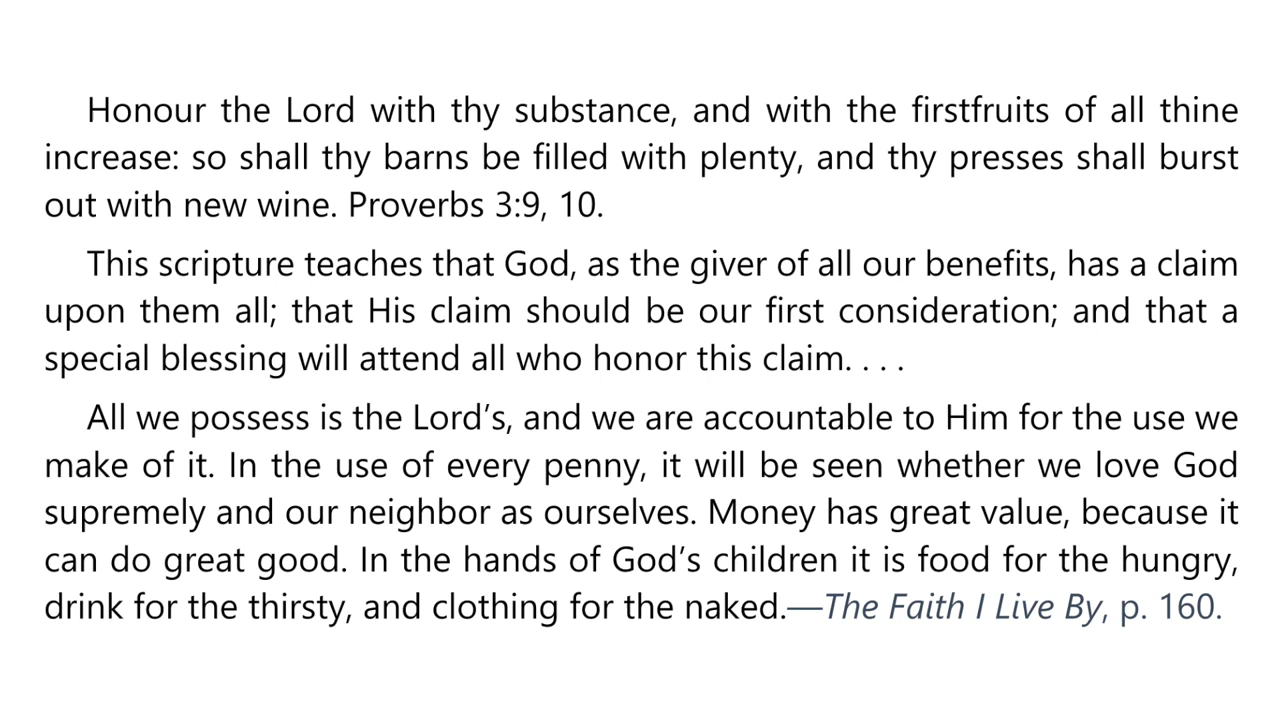 Honour the Lord with thy substance, and with the firstfruits of all thine
increase: so shall thy barns be filled with plenty, and thy presses shall burst
out with new wine. Proverbs 3:9, 10.
This scripture teaches that God, as the giver of all our benefits, has a claim
upon them all; that His claim should be our first consideration; and that a
special blessing will attend all who honor this claim. . . .
All we possess is the Lord’s, and we are accountable to Him for the use we
make of it. In the use of every penny, it will be seen whether we love God
supremely and our neighbor as ourselves. Money has great value, because it
can do great good. In the hands of God’s children it is food for the hungry,
drink for the thirsty, and clothing for the naked.—The Faith I Live By, p. 160.